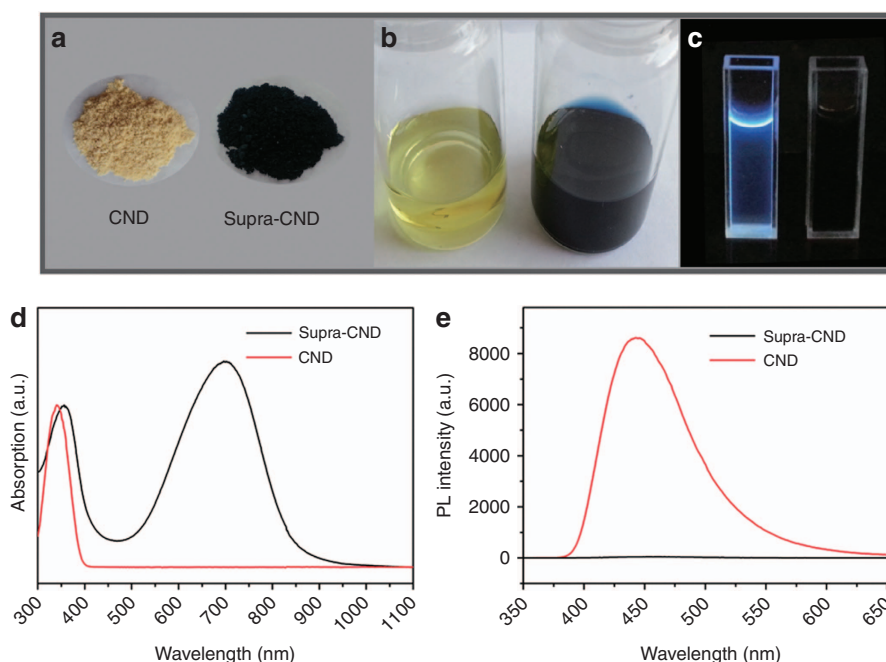 a
b
c
CND
Supra-CND
d
Supra-CND
CND
Absorption (a.u.)
300
400
500
600
700
800
900
1000
1100
Wavelength (nm)
e
Supra-CND
CND
PL intensity (a.u.)
8000
6000
4000
2000
0
350
400
450
500
550
600
650
Wavelength (nm)